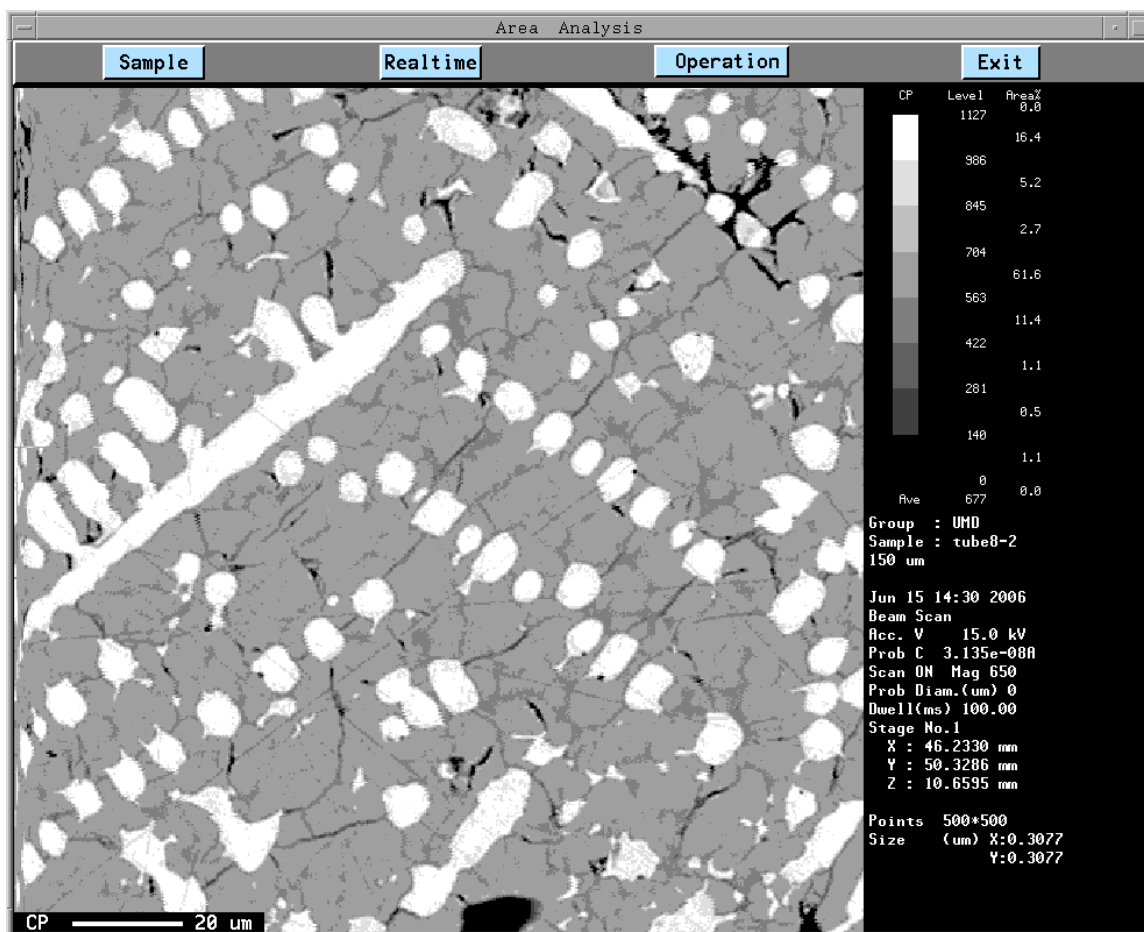 Area Analysis
Sample Realtime Operation Exit
CP Level Area%
0.0
1127
16.4
986
5.2
845
2.7
704
61.6
563
11.4
422
1.1
281
0.5
140
1.1
0
0.0
Ave 677
Group : UMD
Sample : tube8-2
150 um
Jun 15 14:30 2006
Beam Scan
Acc. V 15.0 kV
Prob C 3.135e-08A
Scan ON Mag 650
Prob Diam.(um) 0
Dwell(ms) 100.00
Stage No.1
X : 46.2330 mm
Y : 50.3286 mm
Z : 10.6595 mm
Points 500*500
Size (um) X:0.3077
Y:0.3077
CP 20 um